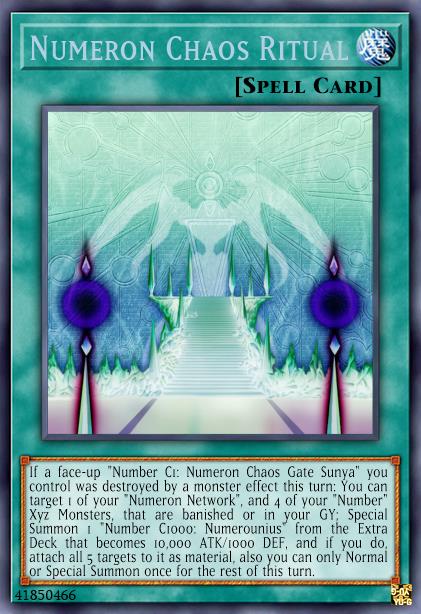 Numeron Chaos Ritual 魔
[Spell Card]
If a face-up "Number C1: Numeron Chaos Gate Sunya" you
control was destroyed by a monster effect this turn: You can
target 1 of your "Numeron Network", and 4 of your "Number"
Xyz Monsters, that are banished or in your GY; Special
Summon 1 "Number C1000: Numerounius" from the Extra
Deck that becomes 10,000 ATK/1000 DEF, and if you do,
attach all 5 targets to it as material, also you can only Normal
or Special Summon once for the rest of this turn.
41850466